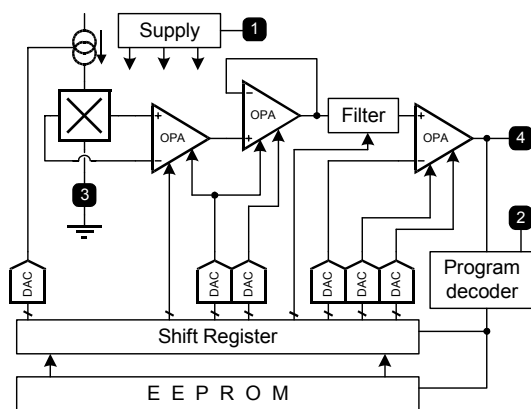 Supply
1
OPA
OPA
Filter
OPA
4
3
2
DAC
DAC
DAC
DAC
DAC
DAC
Program
decoder
Shift Register
E E P R O M